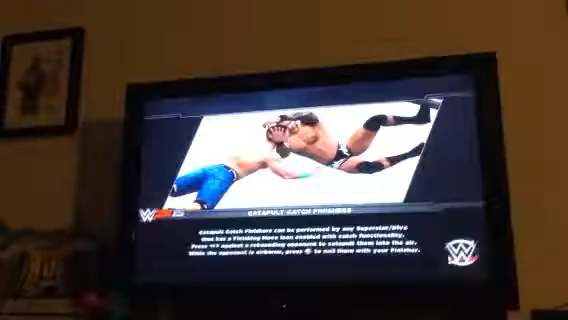 CATAPULT CATCH FINISHERS
Catapult Catch Finishers can be performed by any Superstar/Diva
that has a Finishing Move icon enabled with catch functionality.
Press against a rebounding opponent to catapult them into the air.
While the opponent is airborne, press to nail them with your Finisher.